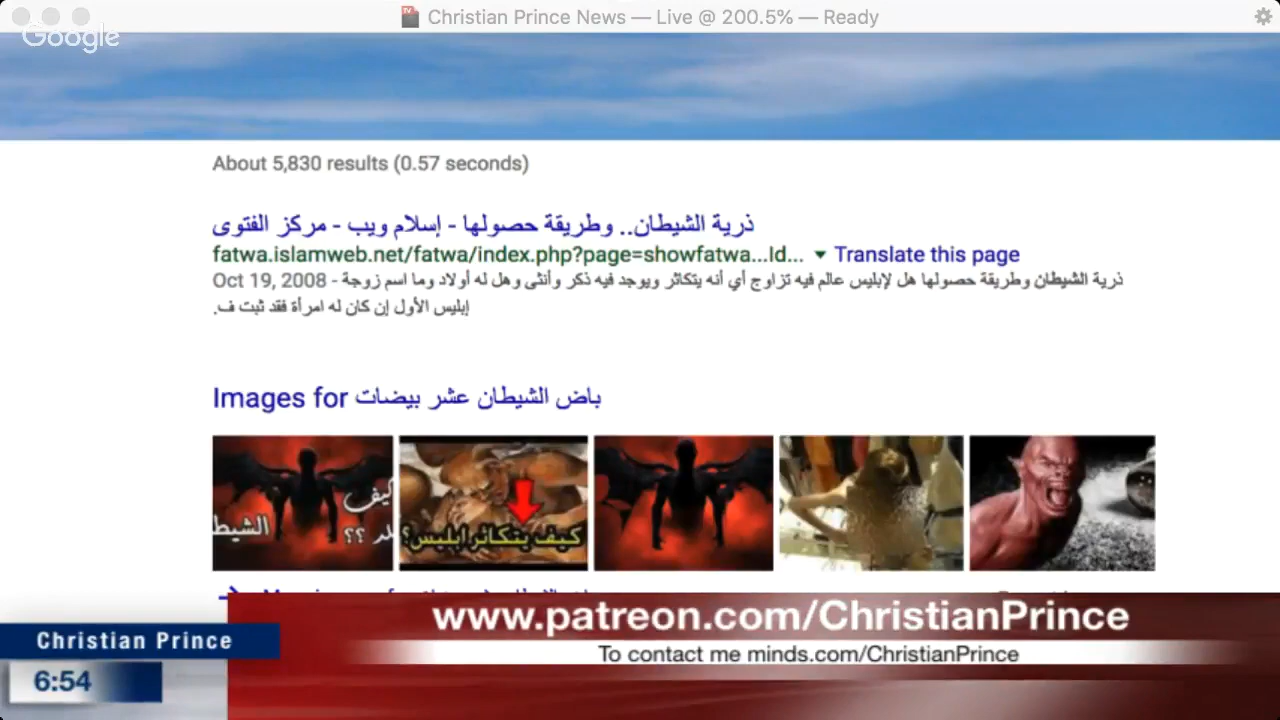 Christian Prince News — Live @ 200.5% — Ready
Google
About 5,830 results (0.57 seconds)
ذرية الشيطان.. وطريقة حصولها - إسلام ويب - مركز الفتوى
fatwa.islamweb.net/fatwa/index.php?page=showfatwa...Id... ▼ Translate this page
Oct 19, 2008 - ذرية الشيطان وطريقة حصولها هل لإبليس عالم فيه تزاوج أي أنه يتكاثر ويوجد فيه ذكر وأنثى وهل له أولاد وما اسم زوجة
إبليس الأول إن كان له امرأة فقد ثبت ف.
Images for باض الشيطان عشر بيضات
كيف
الشيط
؟؟
كيف يتكاثر ابليس؟
www.patreon.com/ChristianPrince
Christian Prince
To contact me minds.com/ChristianPrince
6:54